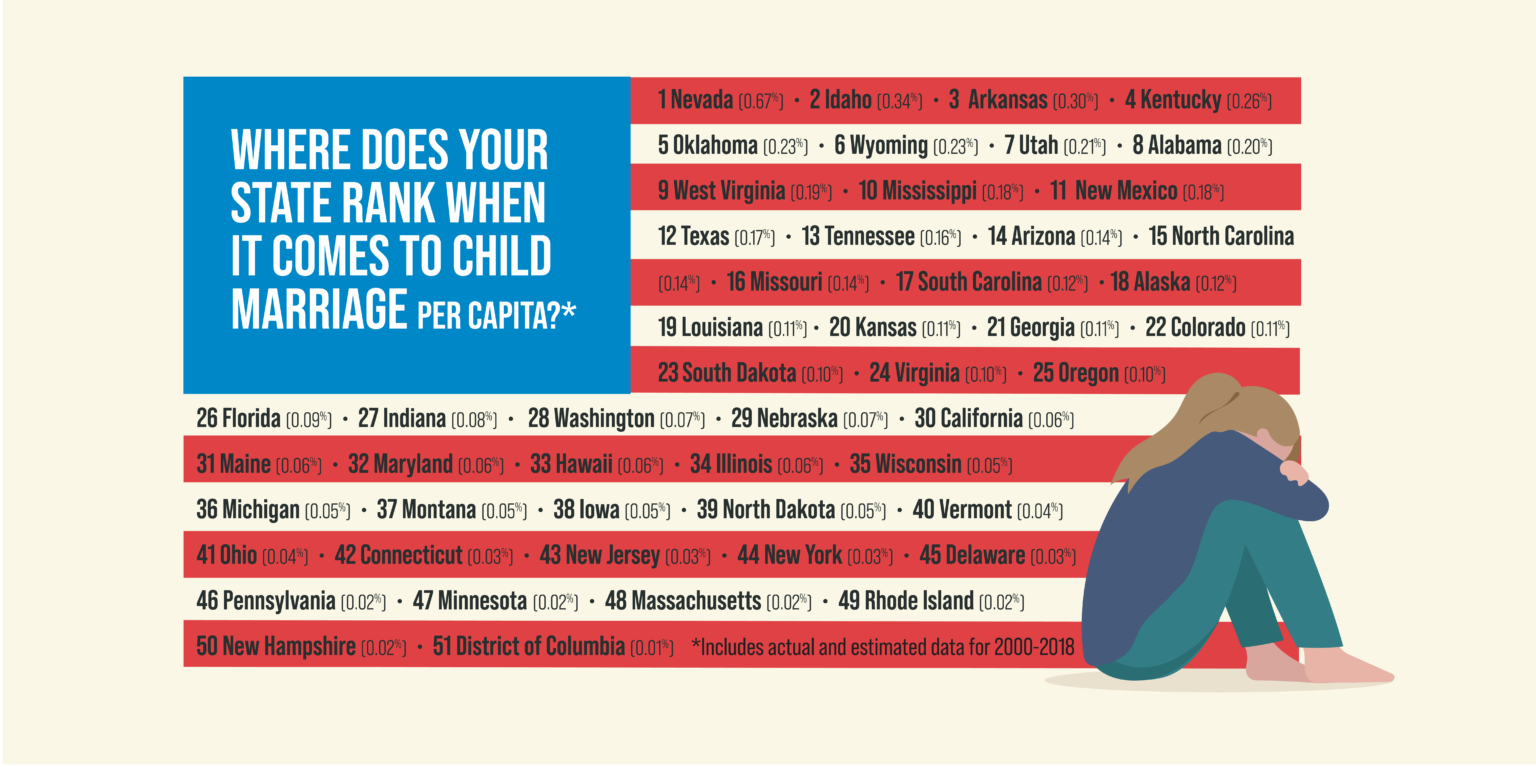 WHERE DOES YOUR
STATE RANK WHEN
IT COMES TO CHILD
MARRIAGE PER CAPITA?*
1 Nevada (0.67%) • 2 Idaho (0.34%) • 3 Arkansas (0.30%) • 4 Kentucky (0.26%)
5 Oklahoma (0.23%) • 6 Wyoming (0.23%) • 7 Utah (0.21%) • 8 Alabama (0.20%)
9 West Virginia (0.19%) • 10 Mississippi (0.18%) • 11 New Mexico (0.18%)
12 Texas (0.17%) • 13 Tennessee (0.16%) • 14 Arizona (0.14%) • 15 North Carolina
(0.14%) • 16 Missouri (0.14%) • 17 South Carolina (0.12%) • 18 Alaska (0.12%)
19 Louisiana (0.11%) • 20 Kansas (0.11%) • 21 Georgia (0.11%) • 22 Colorado (0.11%)
23 South Dakota (0.10%) • 24 Virginia (0.10%) • 25 Oregon (0.10%)
26 Florida (0.09%) • 27 Indiana (0.08%) • 28 Washington (0.07%) • 29 Nebraska (0.07%) • 30 California (0.06%)
31 Maine (0.06%) • 32 Maryland (0.06%) • 33 Hawaii (0.06%) • 34 Illinois (0.06%) • 35 Wisconsin (0.05%)
36 Michigan (0.05%) • 37 Montana (0.05%) • 38 Iowa (0.05%) • 39 North Dakota (0.05%) • 40 Vermont (0.04%)
41 Ohio (0.04%) • 42 Connecticut (0.03%) • 43 New Jersey (0.03%) • 44 New York (0.03%) • 45 Delaware (0.03%)
46 Pennsylvania (0.02%) • 47 Minnesota (0.02%) • 48 Massachusetts (0.02%) • 49 Rhode Island (0.02%)
50 New Hampshire (0.02%) • 51 District of Columbia (0.01%) *Includes actual and estimated data for 2000-2018